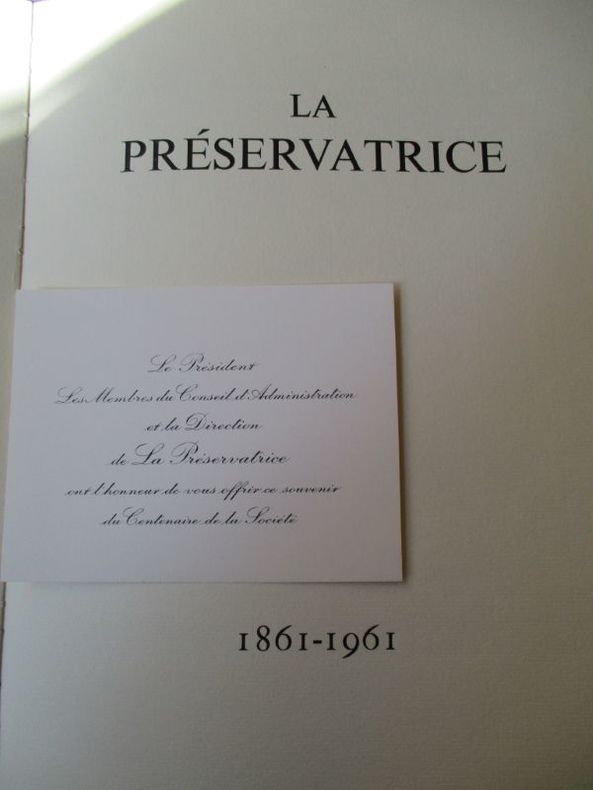 LA
PRÉSERVATRICE
Le Président
Les Membres du Conseil d'Administration
et la Direction
de La Préservatrice
ont l'honneur de vous offrir ce souvenir
du Centenaire de la Société
1861-1961